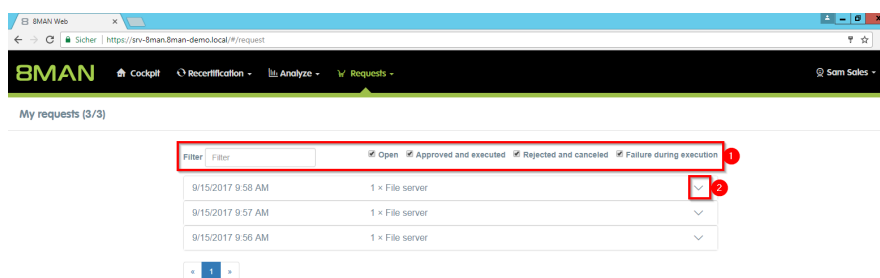 8MAN Web
Sicher https://srv-8man.8man-demo.local/#/request
8MAN Cockpit Recertification Analyze Requests Sam Sales
My requests (3/3)
Filter Filter Open Approved and executed Rejected and canceled Failure during execution 1
9/15/2017 9:58 AM 1 × File server 2
9/15/2017 9:57 AM 1 × File server
9/15/2017 9:56 AM 1 × File server
« 1 »